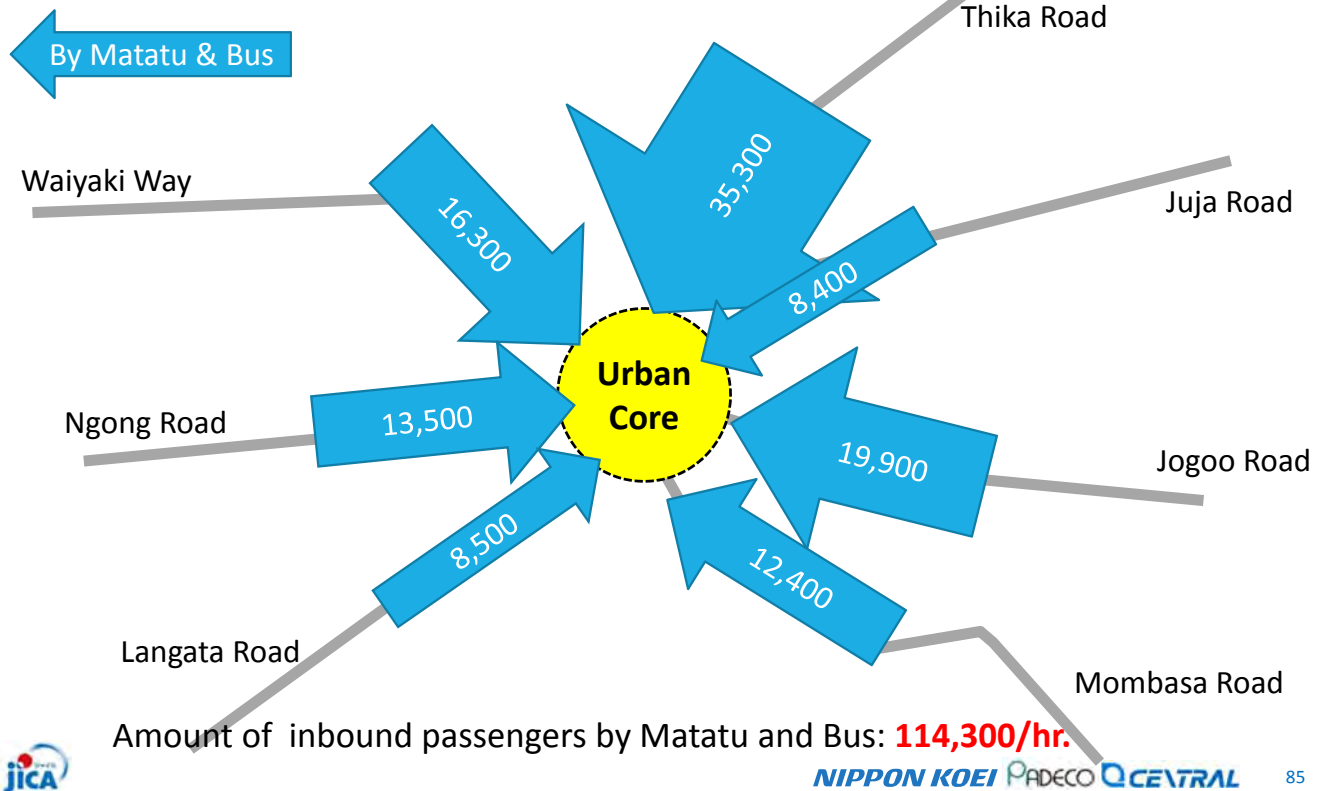 Thika Road
By Matatu & Bus
35,300
Waiyaki Way
16,300
Juja Road
8,400
Urban
Core
Ngong Road
13,500
19,900
Jogoo Road
8,500
12,400
Langata Road
Mombasa Road
Amount of inbound passengers by Matatu and Bus: 114,300/hr.
jICA
NIPPON KOEI PADECO CENTRAL 85